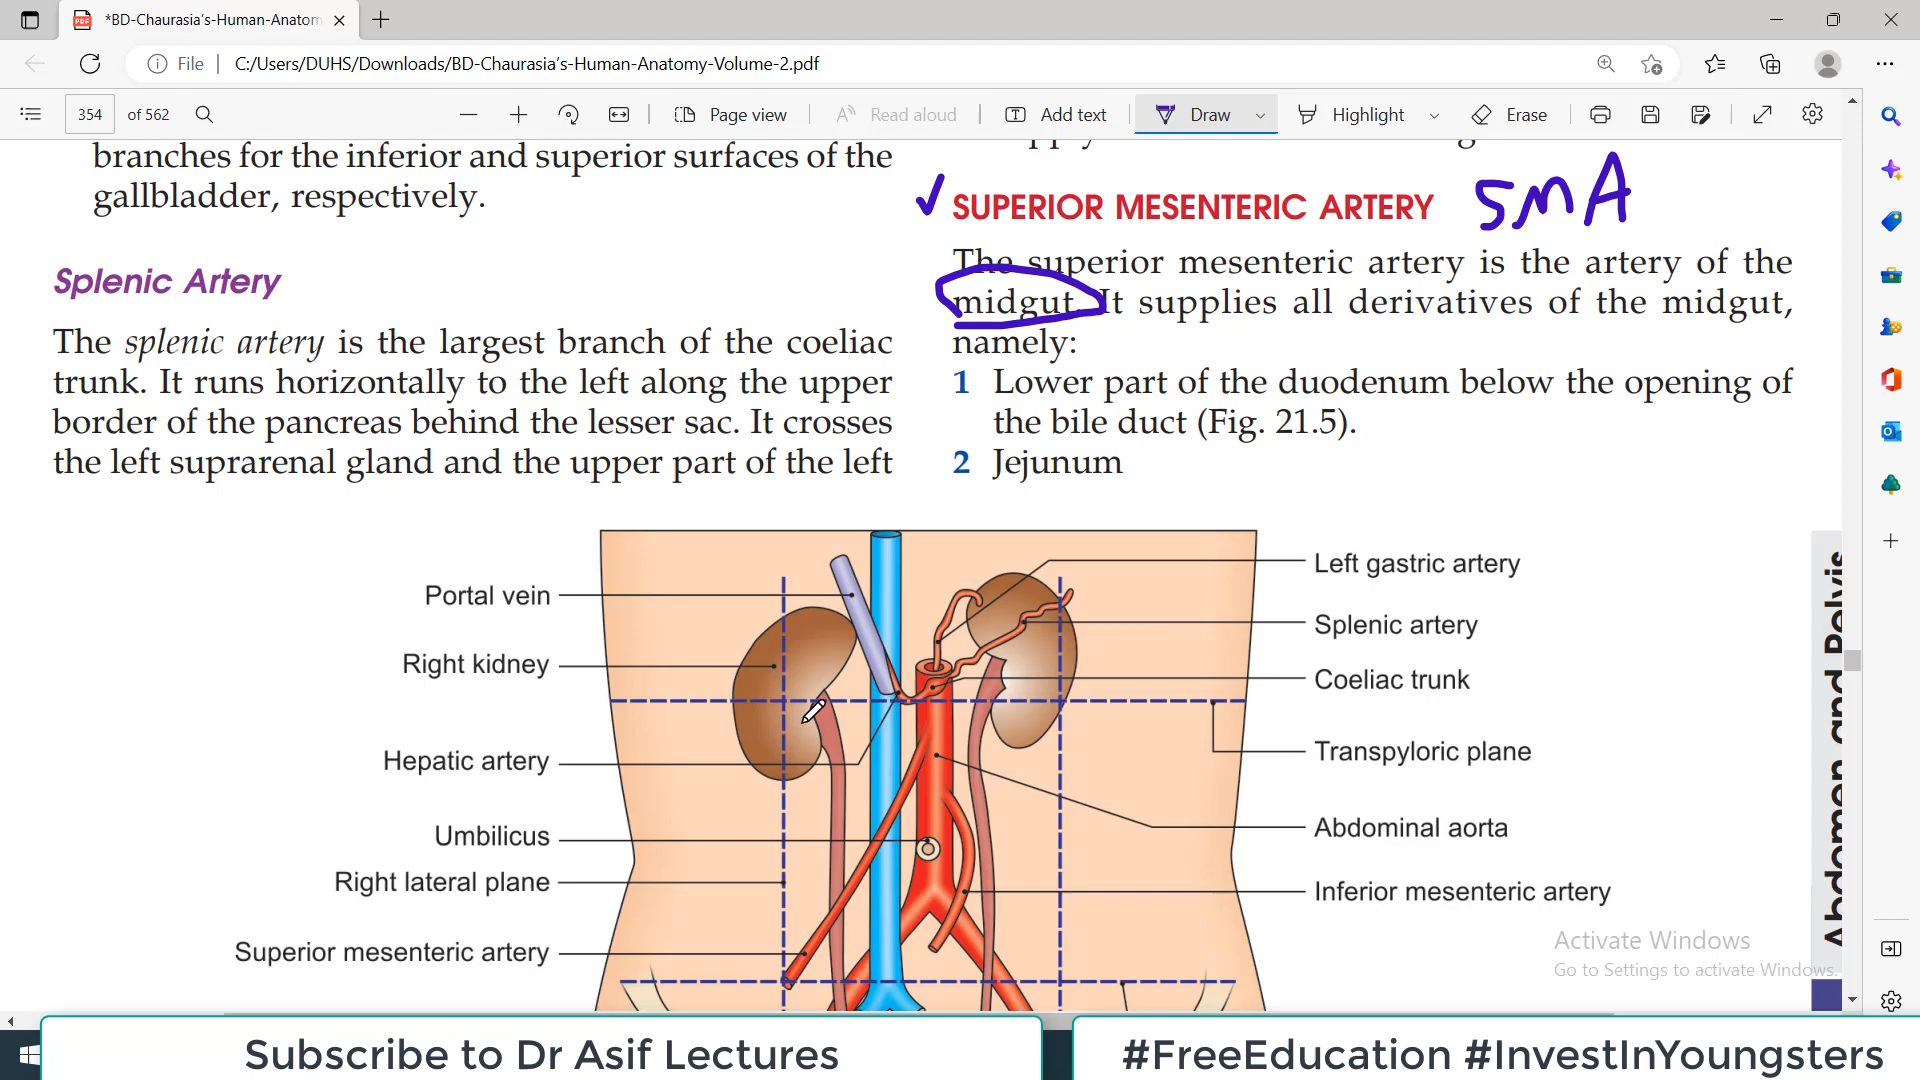 *BD-Chaurasia's-Human-Anatom
File
C:/Users/DUHS/Downloads/BD-Chaurasia's-Human-Anatomy-Volume-2.pdf
354 of 562
Page view
Read aloud
Add text
Draw
Highlight
Erase
branches for the inferior and superior surfaces of the
gallbladder, respectively.
Splenic Artery
The splenic artery is the largest branch of the coeliac
trunk. It runs horizontally to the left along the upper
border of the pancreas behind the lesser sac. It crosses
the left suprarenal gland and the upper part of the left
SUPERIOR MESENTERIC ARTERY SMA
The superior mesenteric artery is the artery of the
midgut. It supplies all derivatives of the midgut,
namely:
1 Lower part of the duodenum below the opening of
the bile duct (Fig. 21.5).
2 Jejunum
Portal vein
Right kidney
Hepatic artery
Umbilicus
Right lateral plane
Superior mesenteric artery
Left gastric artery
Splenic artery
Coeliac trunk
Transpyloric plane
Abdominal aorta
Inferior mesenteric artery
Abdomen and Pelvis
Activate Windows
Go to Settings to activate Windows.
Subscribe to Dr Asif Lectures
#FreeEducation #InvestInYoungsters